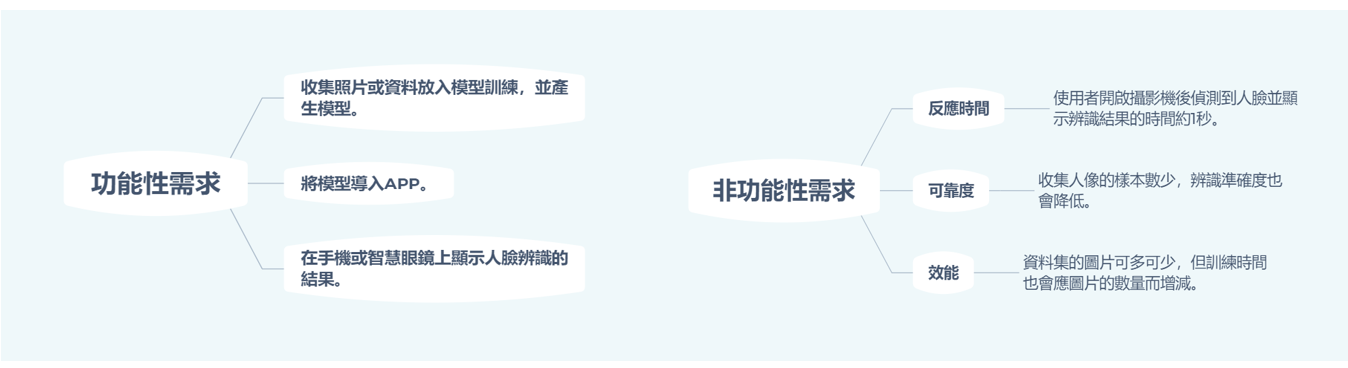 功能性需求
收集照片或資料放入模型訓練，並產
生模型。
將模型導入APP。
在手機或智慧眼鏡上顯示人臉辨識的
結果。
非功能性需求
反應時間
使用者開啟攝影機後偵測到人臉並顯
示辨識結果的時間約1秒。
可靠度
收集人像的樣本數少，辨識準確度也
會降低。
效能
資料集的圖片可多可少，但訓練時間
也會應圖片的數量而增減。